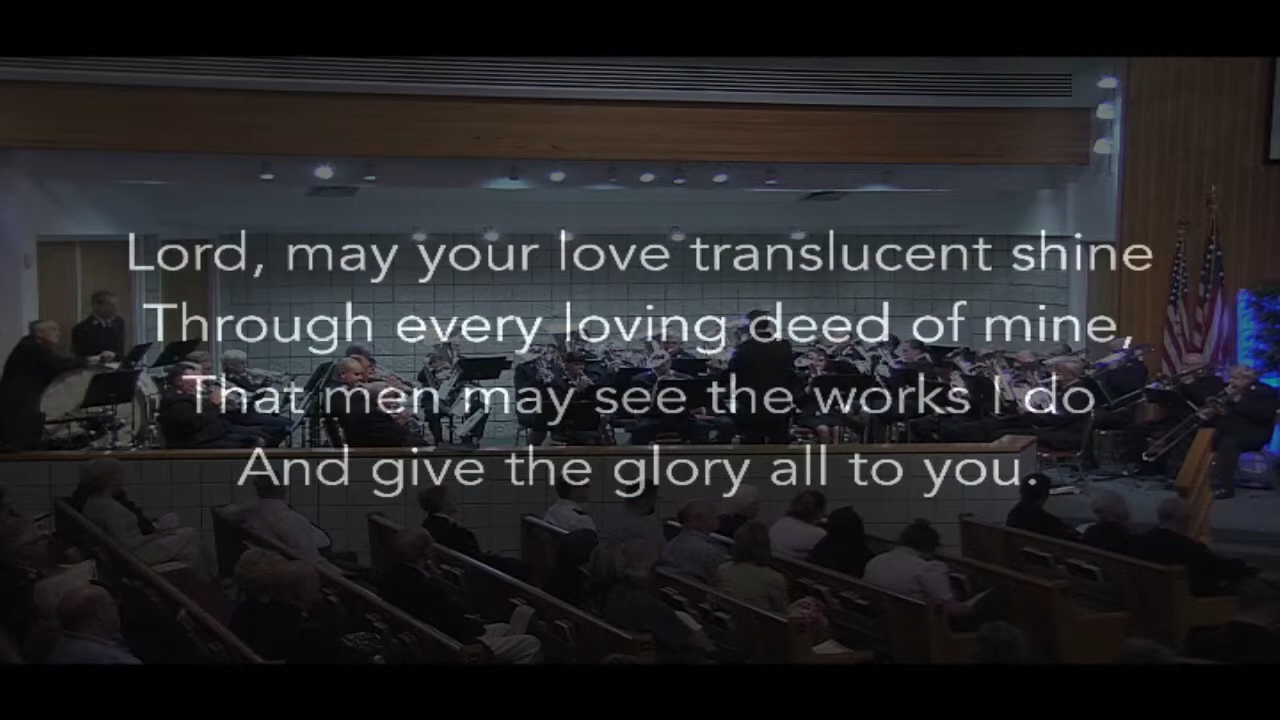 Lord, may your love translucent shine
Through every loving deed of mine,
That men may see the works I do
And give the glory all to you.